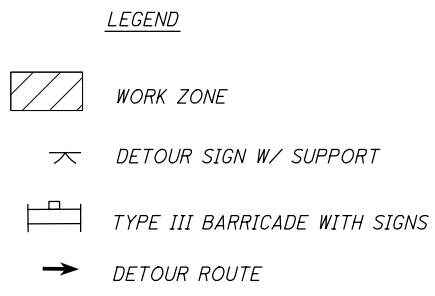 LEGEND
WORK ZONE
DETOUR SIGN W/ SUPPORT
TYPE III BARRICADE WITH SIGNS
DETOUR ROUTE